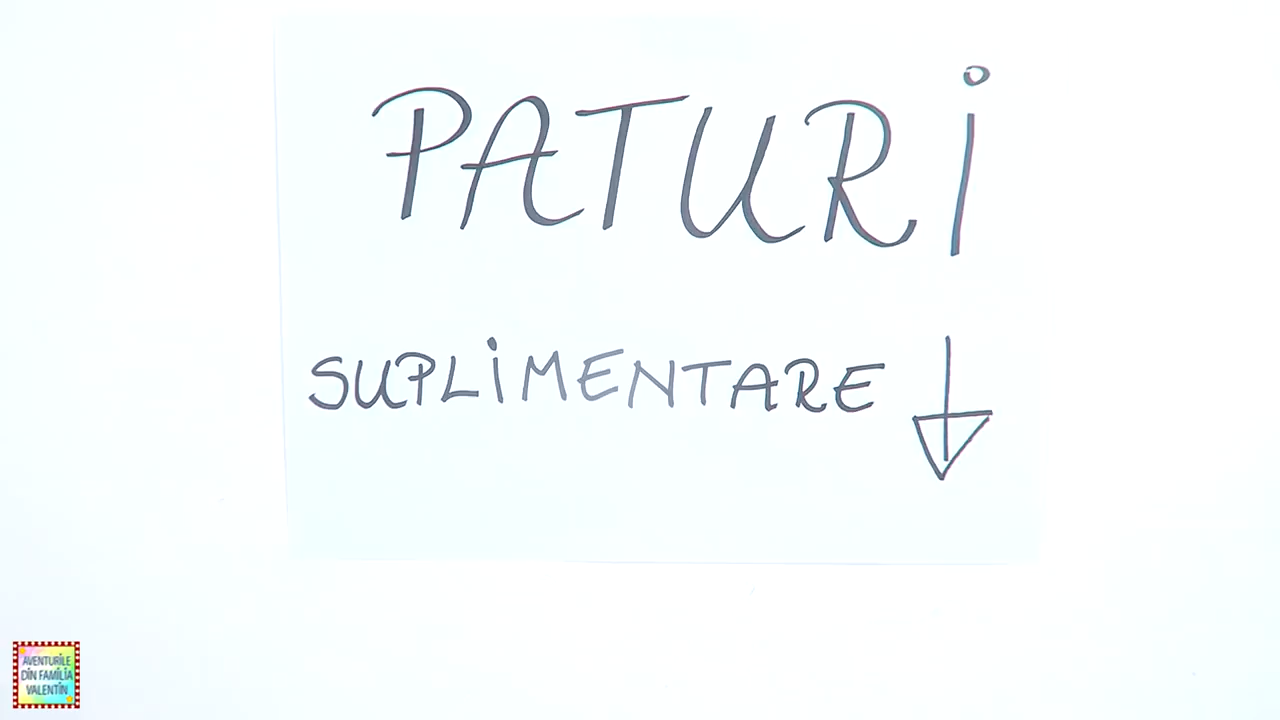 PATURI
SUPLIMENTARE
AVENTURILE
DIN FAMILIA
VALENTIN